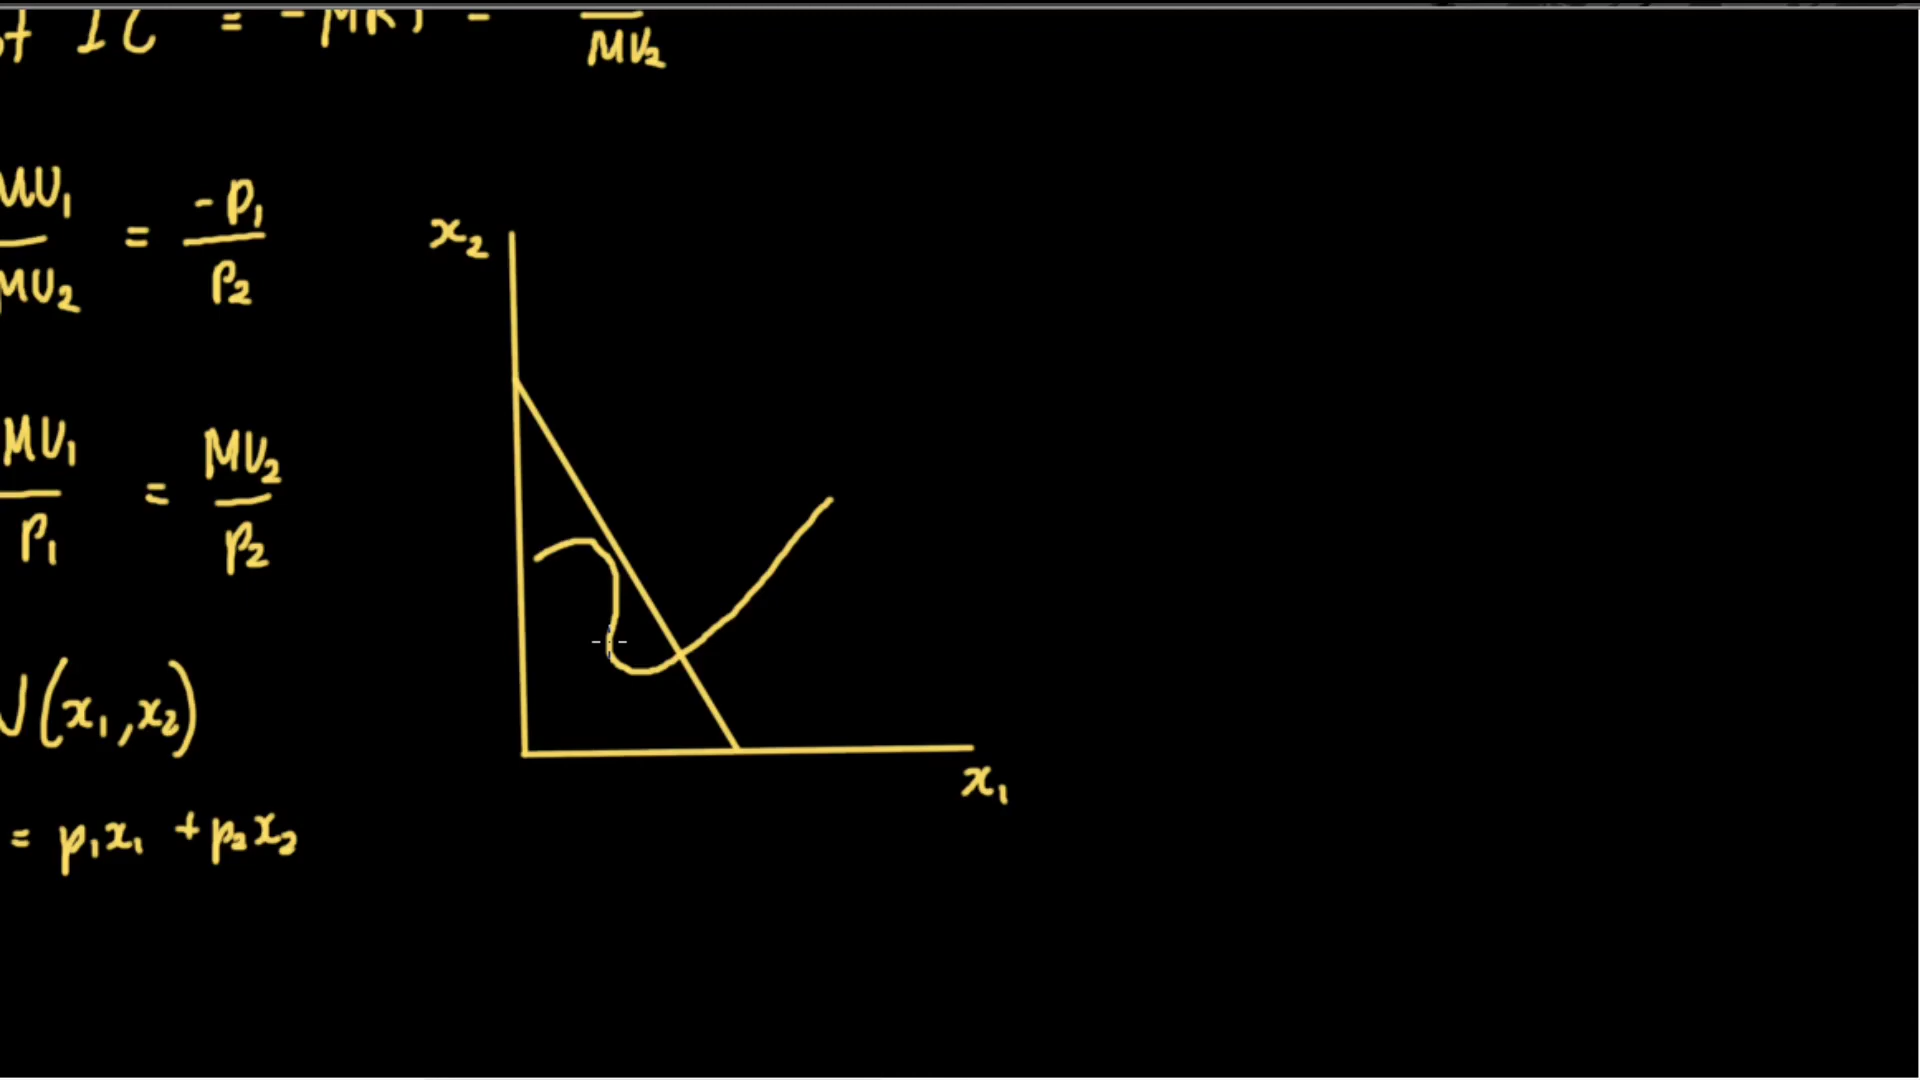 IC = - MRS -
MU2
MU1 = -P1
MU2 P2
MU1 = MU2
P1 P2
U(x1, x2)
= p1x1 + p2x2
x2
x1